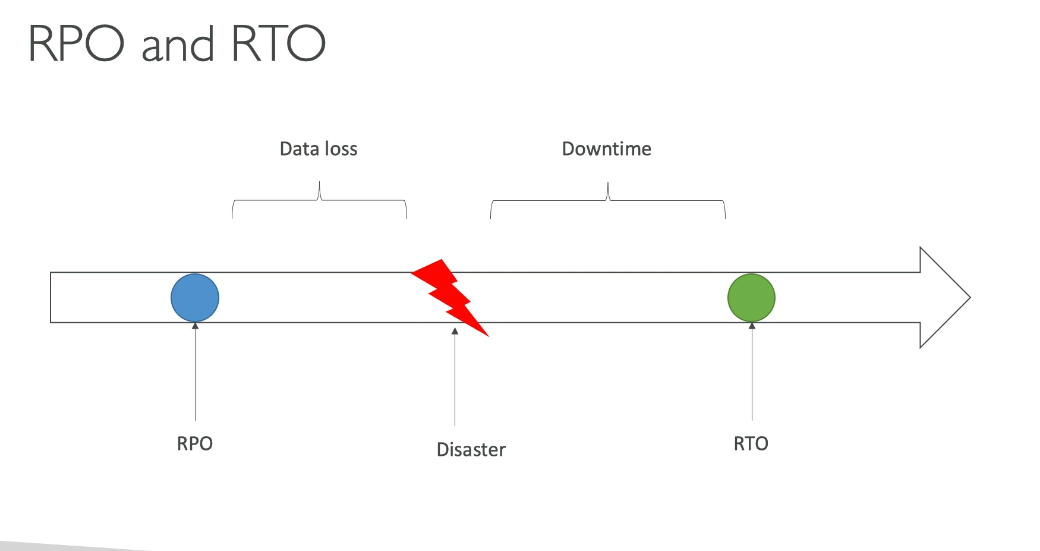 RPO and RTO
Data loss
Downtime
RPO
Disaster
RTO